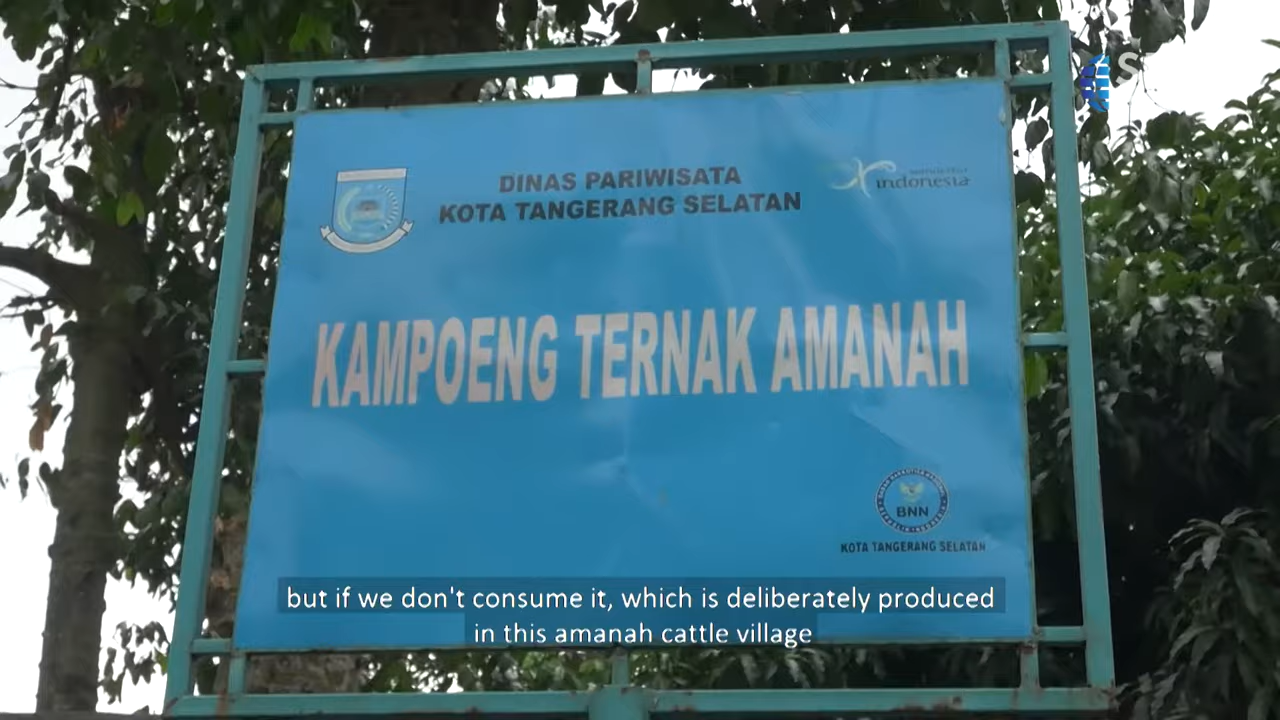 DINAS PARIWISATA
KOTA TANGERANG SELATAN
indonesia
KAMPOENG TERNAK AMANAH
BNN
KOTA TANGERANG SELATAN
but if we don't consume it, which is deliberately produced
in this amanah cattle village